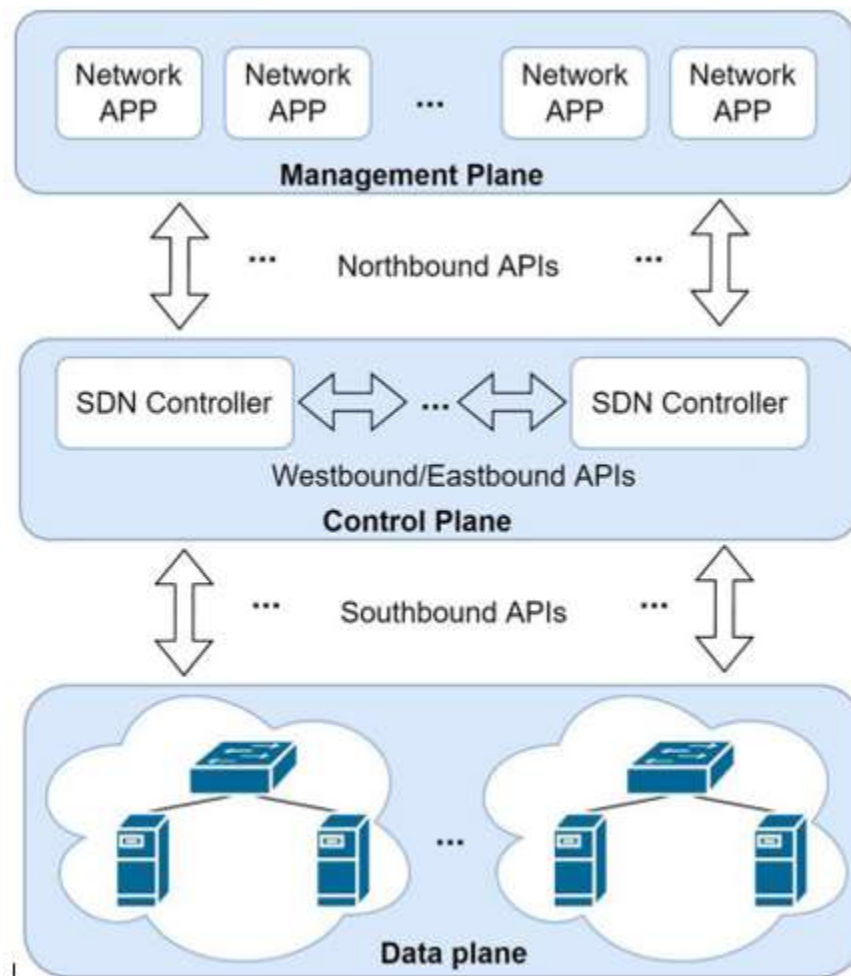 Network APP
Network APP
...
Network APP
Network APP
Management Plane
...
Northbound APIs
...
SDN Controller
...
SDN Controller
Westbound/Eastbound APIs
Control Plane
...
Southbound APIs
...
...
Data plane